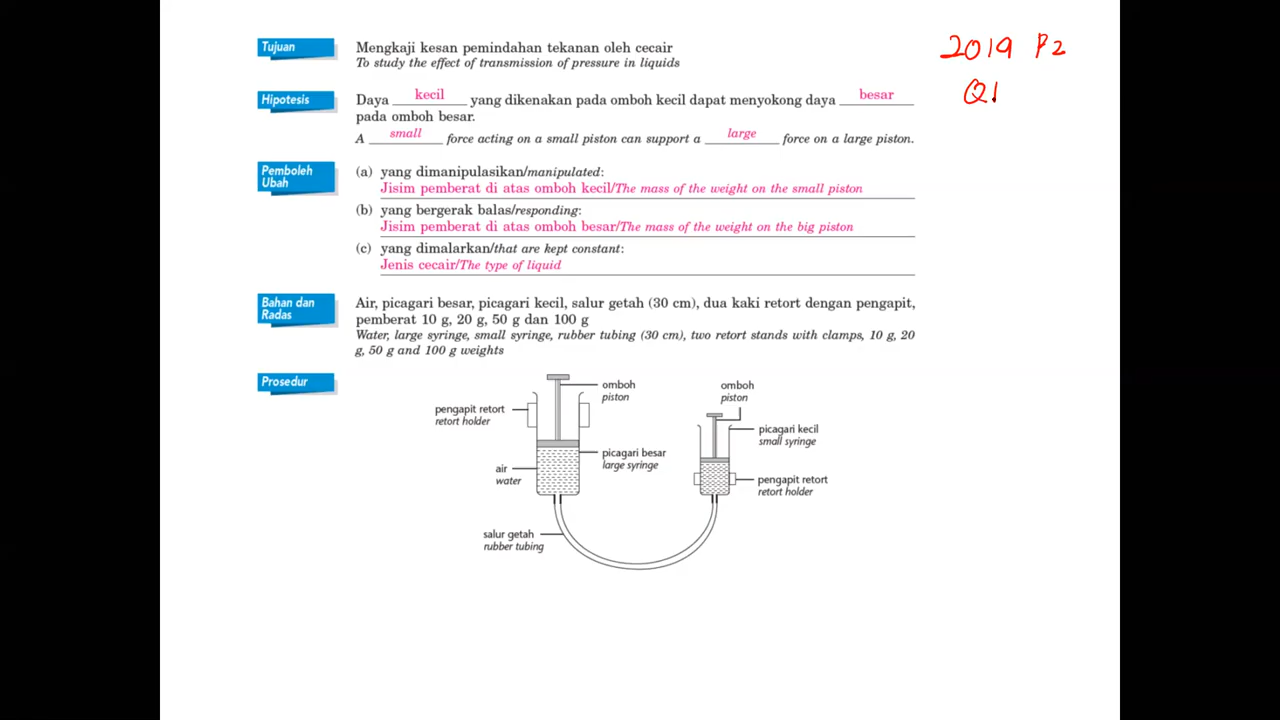 Tujuan
Mengkaji kesan pemindahan tekanan oleh cecair
To study the effect of transmission of pressure in liquids
2019 P2
Q1
Hipotesis
Daya kecil yang dikenakan pada omboh kecil dapat menyokong daya besar
pada omboh besar.
A small force acting on a small piston can support a large force on a large piston.
Pemboleh
Ubah
(a) yang dimanipulasikan/manipulated:
Jisim pemberat di atas omboh kecil/The mass of the weight on the small piston
(b) yang bergerak balas/responding:
Jisim pemberat di atas omboh besar/The mass of the weight on the big piston
(c) yang dimalarkan/that are kept constant:
Jenis cecair/The type of liquid
Bahan dan
Radas
Air, picagari besar, picagari kecil, salur getah (30 cm), dua kaki retort dengan pengapit,
pemberat 10 g, 20 g, 50 g dan 100 g
Water, large syringe, small syringe, rubber tubing (30 cm), two retort stands with clamps, 10 g, 20
g, 50 g and 100 g weights
Prosedur
omboh
piston
pengapit retort
retort holder
picagari besar
large syringe
air
water
salur getah
rubber tubing
omboh
piston
picagari kecil
small syringe
pengapit retort
retort holder